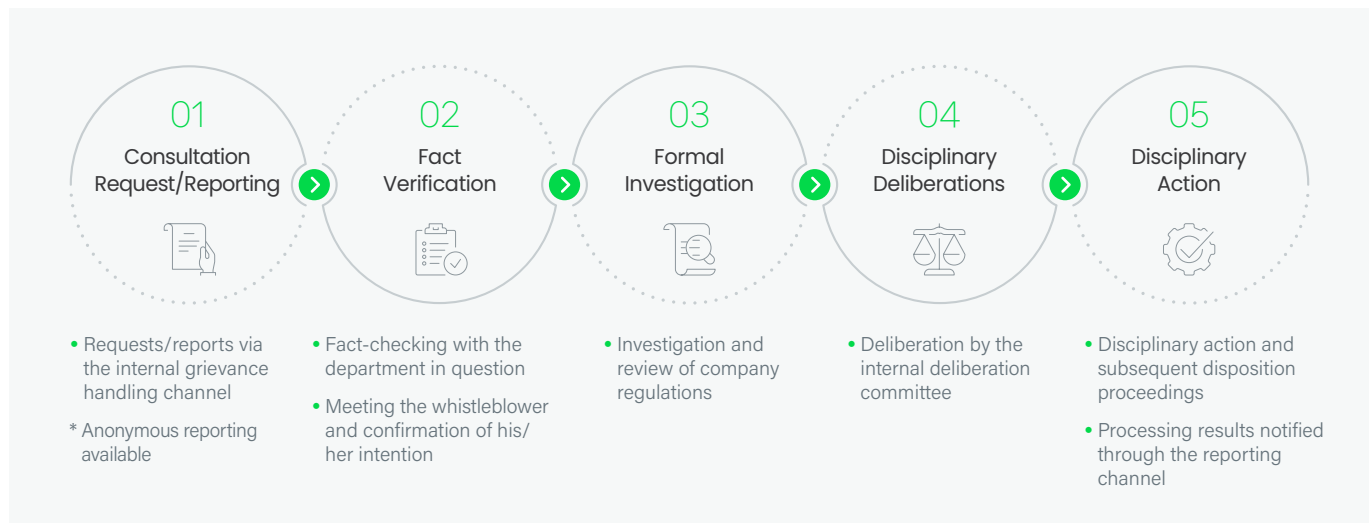 01
Consultation
Request/Reporting
02
Fact
Verification
03
Formal
Investigation
04
Disciplinary
Deliberations
05
Disciplinary
Action
• Requests/reports via
the internal grievance
handling channel
* Anonymous reporting
available
• Fact-checking with the
department in question
• Meeting the whistleblower
and confirmation of his/
her intention
• Investigation and
review of company
regulations
• Deliberation by the
internal deliberation
committee
• Disciplinary action and
subsequent disposition
proceedings
• Processing results notified
through the reporting
channel